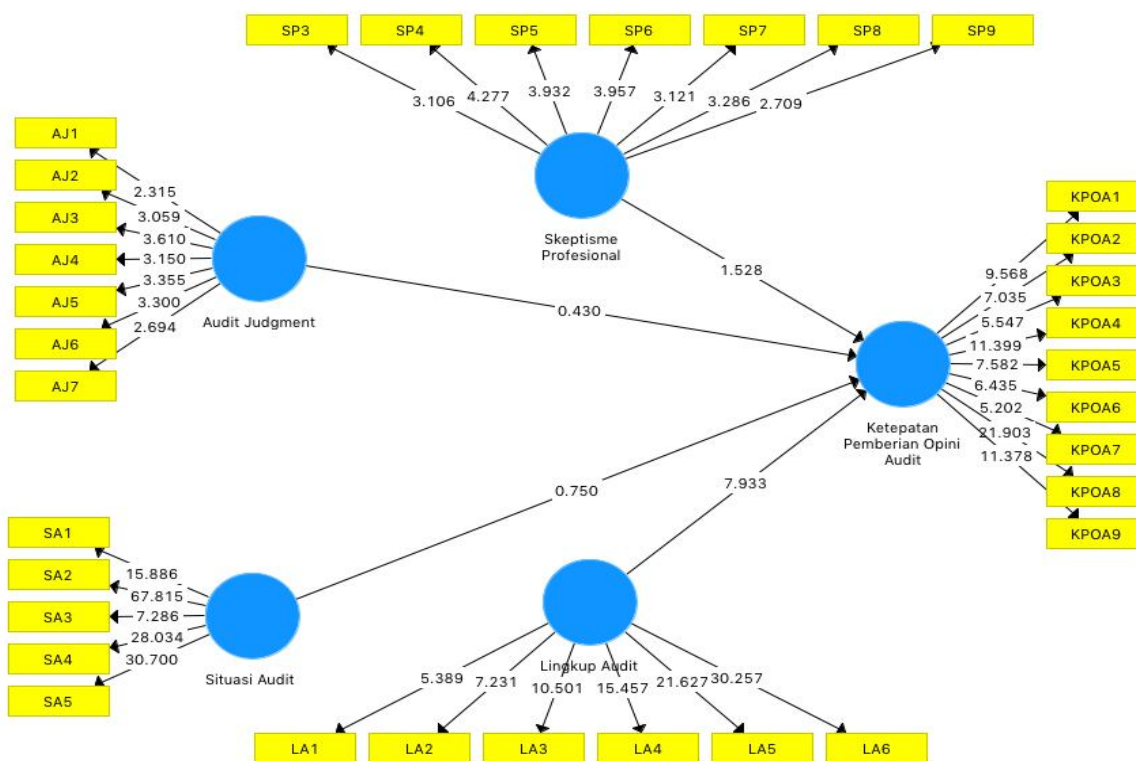 SP3 SP4 SP5 SP6 SP7 SP8 SP9
3.106 4.277 3.932 3.957 3.121 3.286 2.709
Skeptisme
Profesional
AJ1
AJ2
AJ3
AJ4
AJ5
AJ6
AJ7
2.315
3.059
3.610
3.150
3.355
3.300
2.694
Audit Judgment
1.528
0.430
0.750
7.933
KPOA1
KPOA2
KPOA3
KPOA4
KPOA5
KPOA6
KPOA7
KPOA8
KPOA9
9.568
7.035
5.547
11.399
7.582
6.435
5.202
21.903
11.378
Ketepatan
Pemberian Opini
Audit
SA1
SA2
SA3
SA4
SA5
15.886
67.815
7.286
28.034
30.700
Situasi Audit
Lingkup Audit
5.389 7.231 10.501 15.457 21.627 30.257
LA1 LA2 LA3 LA4 LA5 LA6